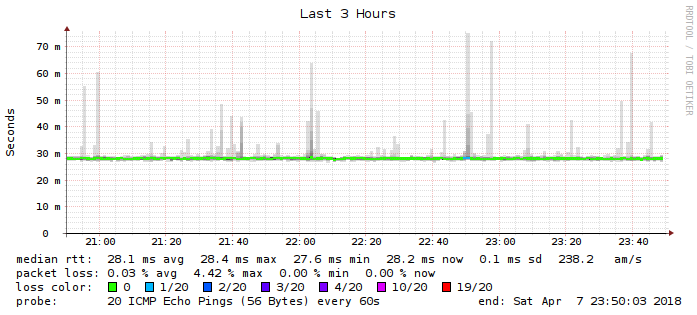 Last 3 Hours
RRDTOOL / TOBI OETIKER
Seconds
70 m
60 m
50 m
40 m
30 m
20 m
10 m
0
21:00 21:20 21:40 22:00 22:20 22:40 23:00 23:20 23:40
median rtt: 28.1 ms avg 28.4 ms max 27.6 ms min 28.2 ms now 0.1 ms sd 238.2 am/s
packet loss: 0.03 % avg 4.42 % max 0.00 % min 0.00 % now
loss color: 0 1/20 2/20 3/20 4/20 10/20 19/20
probe: 20 ICMP Echo Pings (56 Bytes) every 60s end: Sat Apr 7 23:50:03 2018